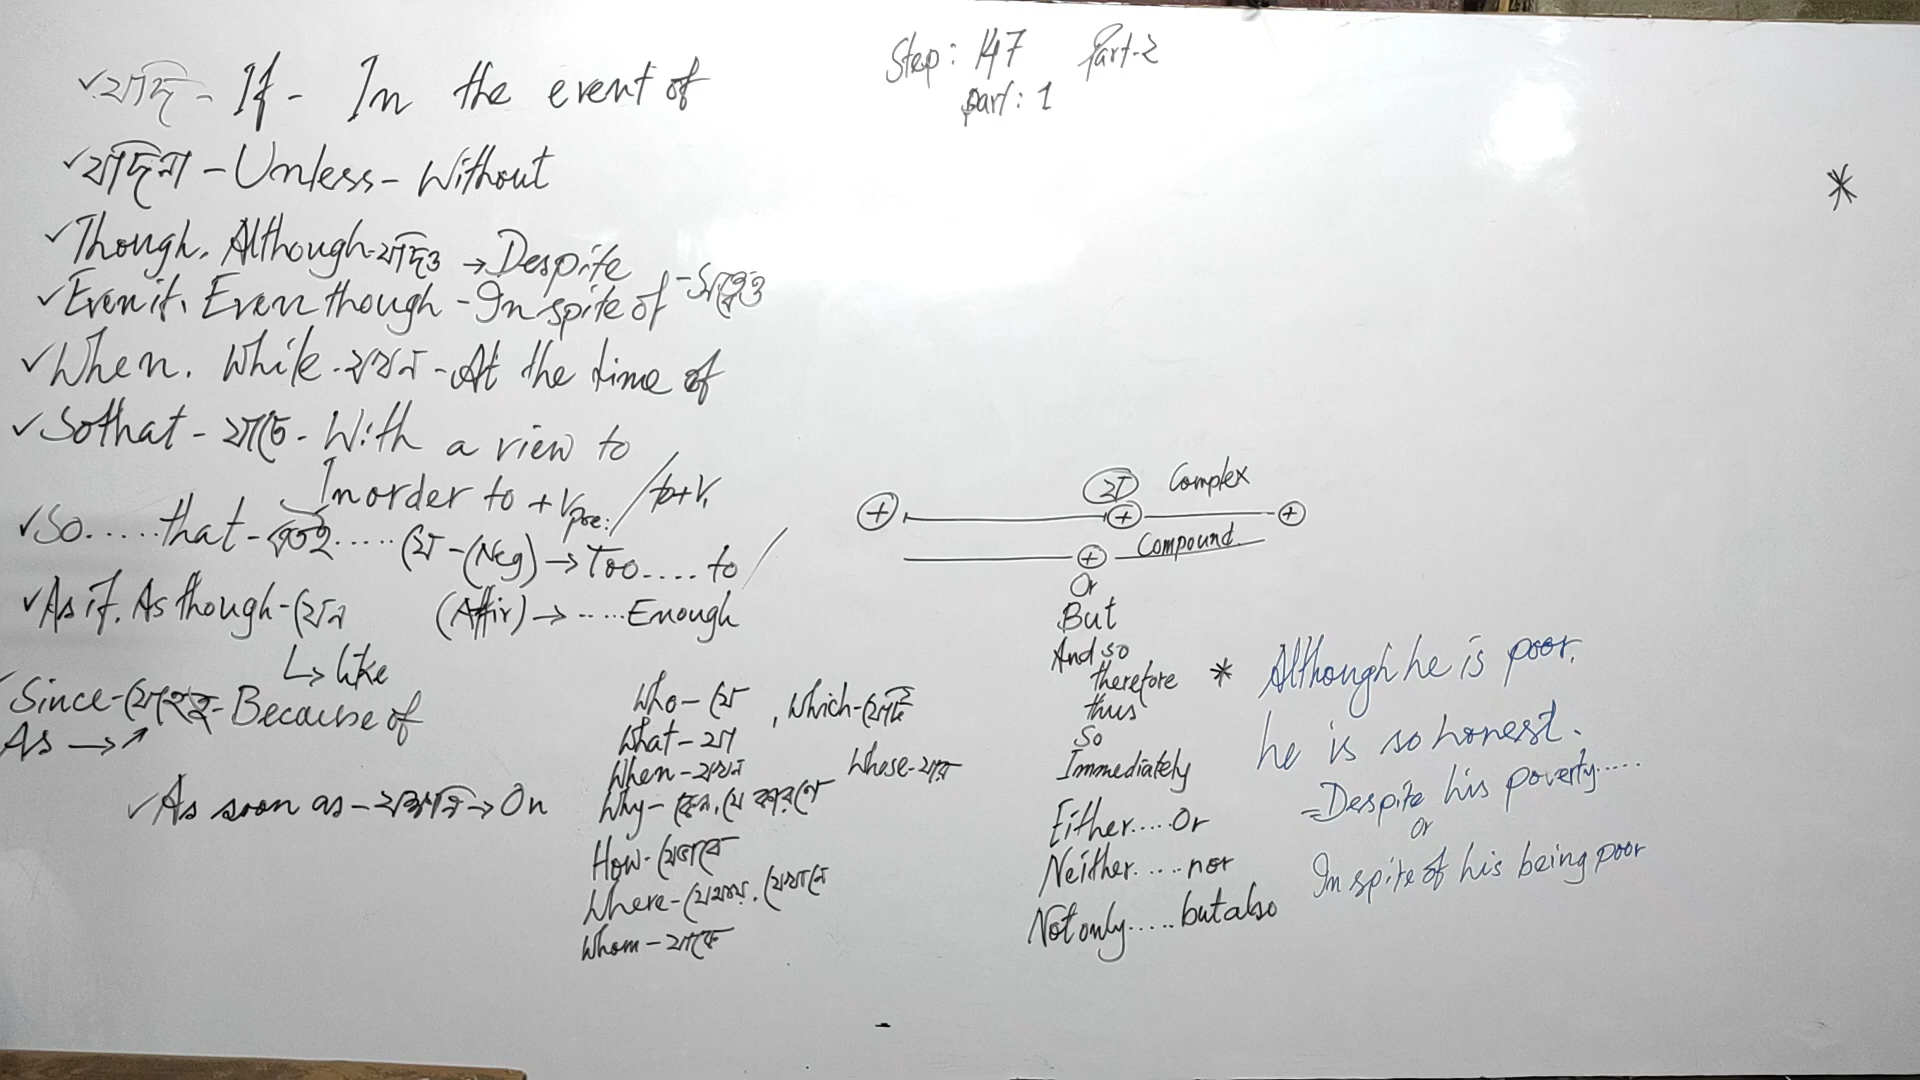 Step: 147 Part-2
Part: 1
✓যদি - If - In the event of
✓যদিনা - Unless - Without
✓Though, Although-যদিও → Despite
✓Even if, Even though - In spite of - সত্ত্বেও
✓When. While - যখন - At the time of
✓Sothat - যাতে - With a view to
In order to + Vpre: / to+V1
✓So.....that - এতই.....যে - (Neg) → Too.....to /
✓As if. As though - যেন (Affir) → ......Enough
↳ like
✓Since - যেহেতু - Because of
As →↗
✓As soon as - যখনি → On
Who - যে, Which - যেটি
What - যা
When - যখন Whose - যার
Why - কেন, যে কারণে
How - যেভাবে
Where - যেথায়, যেখানে
Whom - যাকে
যা Complex
+ + +
+ Compound
Or
But
And so
therefore
thus
So
Immediately
Either.....Or
Neither.....nor
Not only.....but also
*
* Although he is poor,
he is so honest.
= Despite his poverty.....
Or
In spite of his being poor